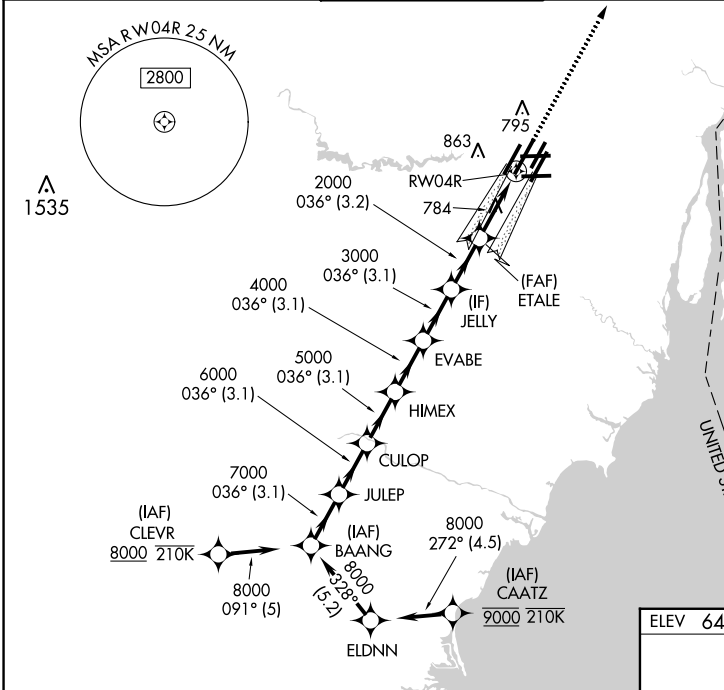 MSA RW04R 25 NM
2800
1535
863
795
RW04R
784
2000
036° (3.2)
3000
036° (3.1)
(FAF)
ETALE
(IF)
JELLY
4000
036° (3.1)
EVABE
5000
036° (3.1)
HIMEX
6000
036° (3.1)
CULOP
7000
036° (3.1)
JULEP
(IAF)
CLEVR
8000 210K
8000
091° (5)
(IAF)
BAANG
8000
328°
(5.2)
8000
272° (4.5)
(IAF)
CAATZ
9000 210K
ELDNN
UNITED
ELEV 64